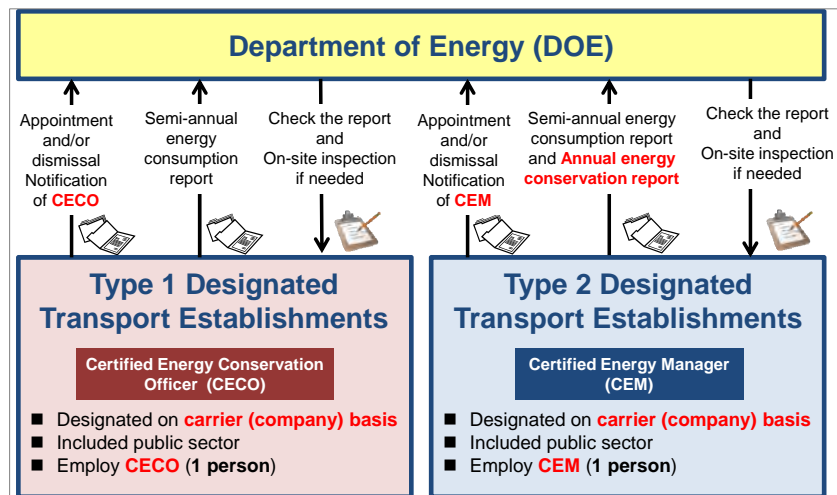 Department of Energy (DOE)
Appointment
and/or
dismissal
Notification
of CECO
Semi-annual
energy
consumption
report
Check the report
and
On-site inspection
if needed
Appointment
and/or
dismissal
Notification
of CEM
Semi-annual energy
consumption report
and Annual energy
conservation report
Check the report
and
On-site inspection
if needed
Type 1 Designated
Transport Establishments
Certified Energy Conservation
Officer (CECO)
■ Designated on carrier (company) basis
■ Included public sector
■ Employ CECO (1 person)
Type 2 Designated
Transport Establishments
Certified Energy Manager
(CEM)
■ Designated on carrier (company) basis
■ Included public sector
■ Employ CEM (1 person)